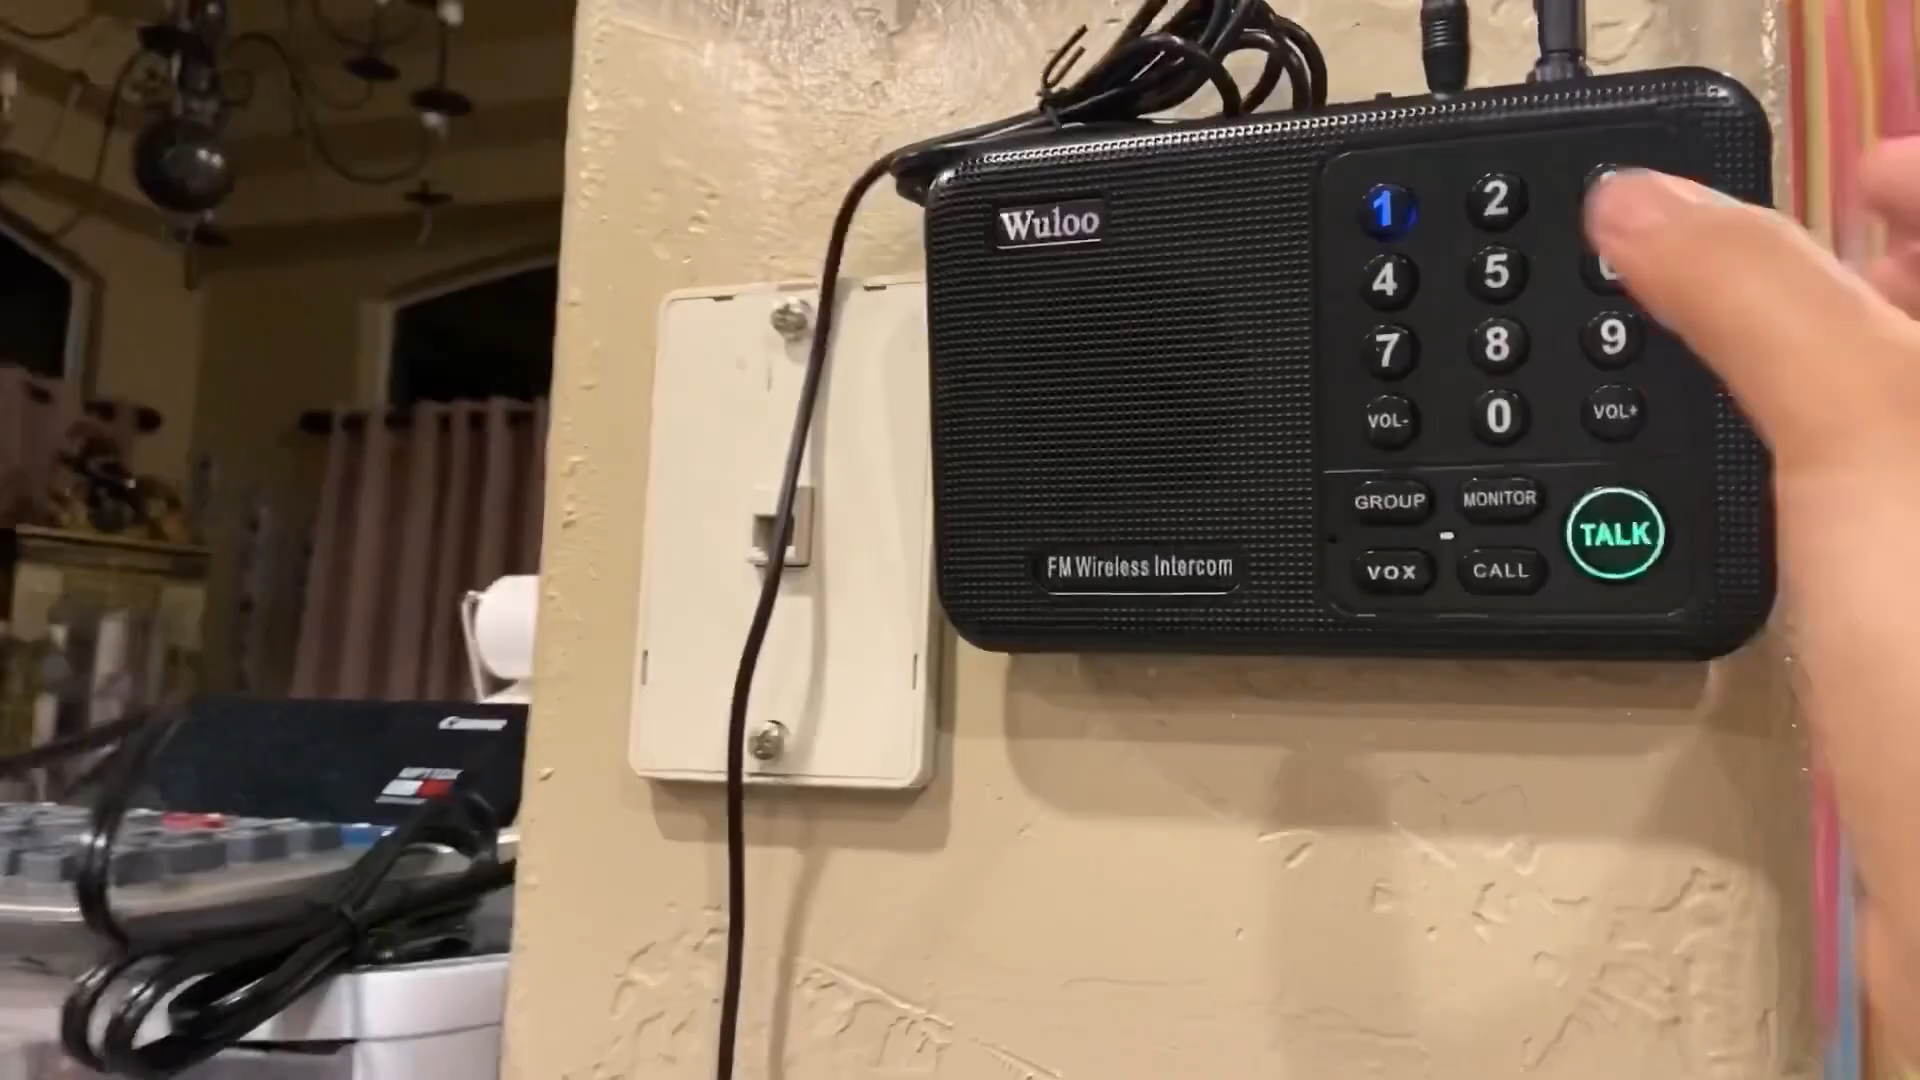 Wuloo
1 2
4 5
7 8 9
VOL- 0 VOL+
GROUP MONITOR
TALK
VOX CALL
FM Wireless Intercom
Canon